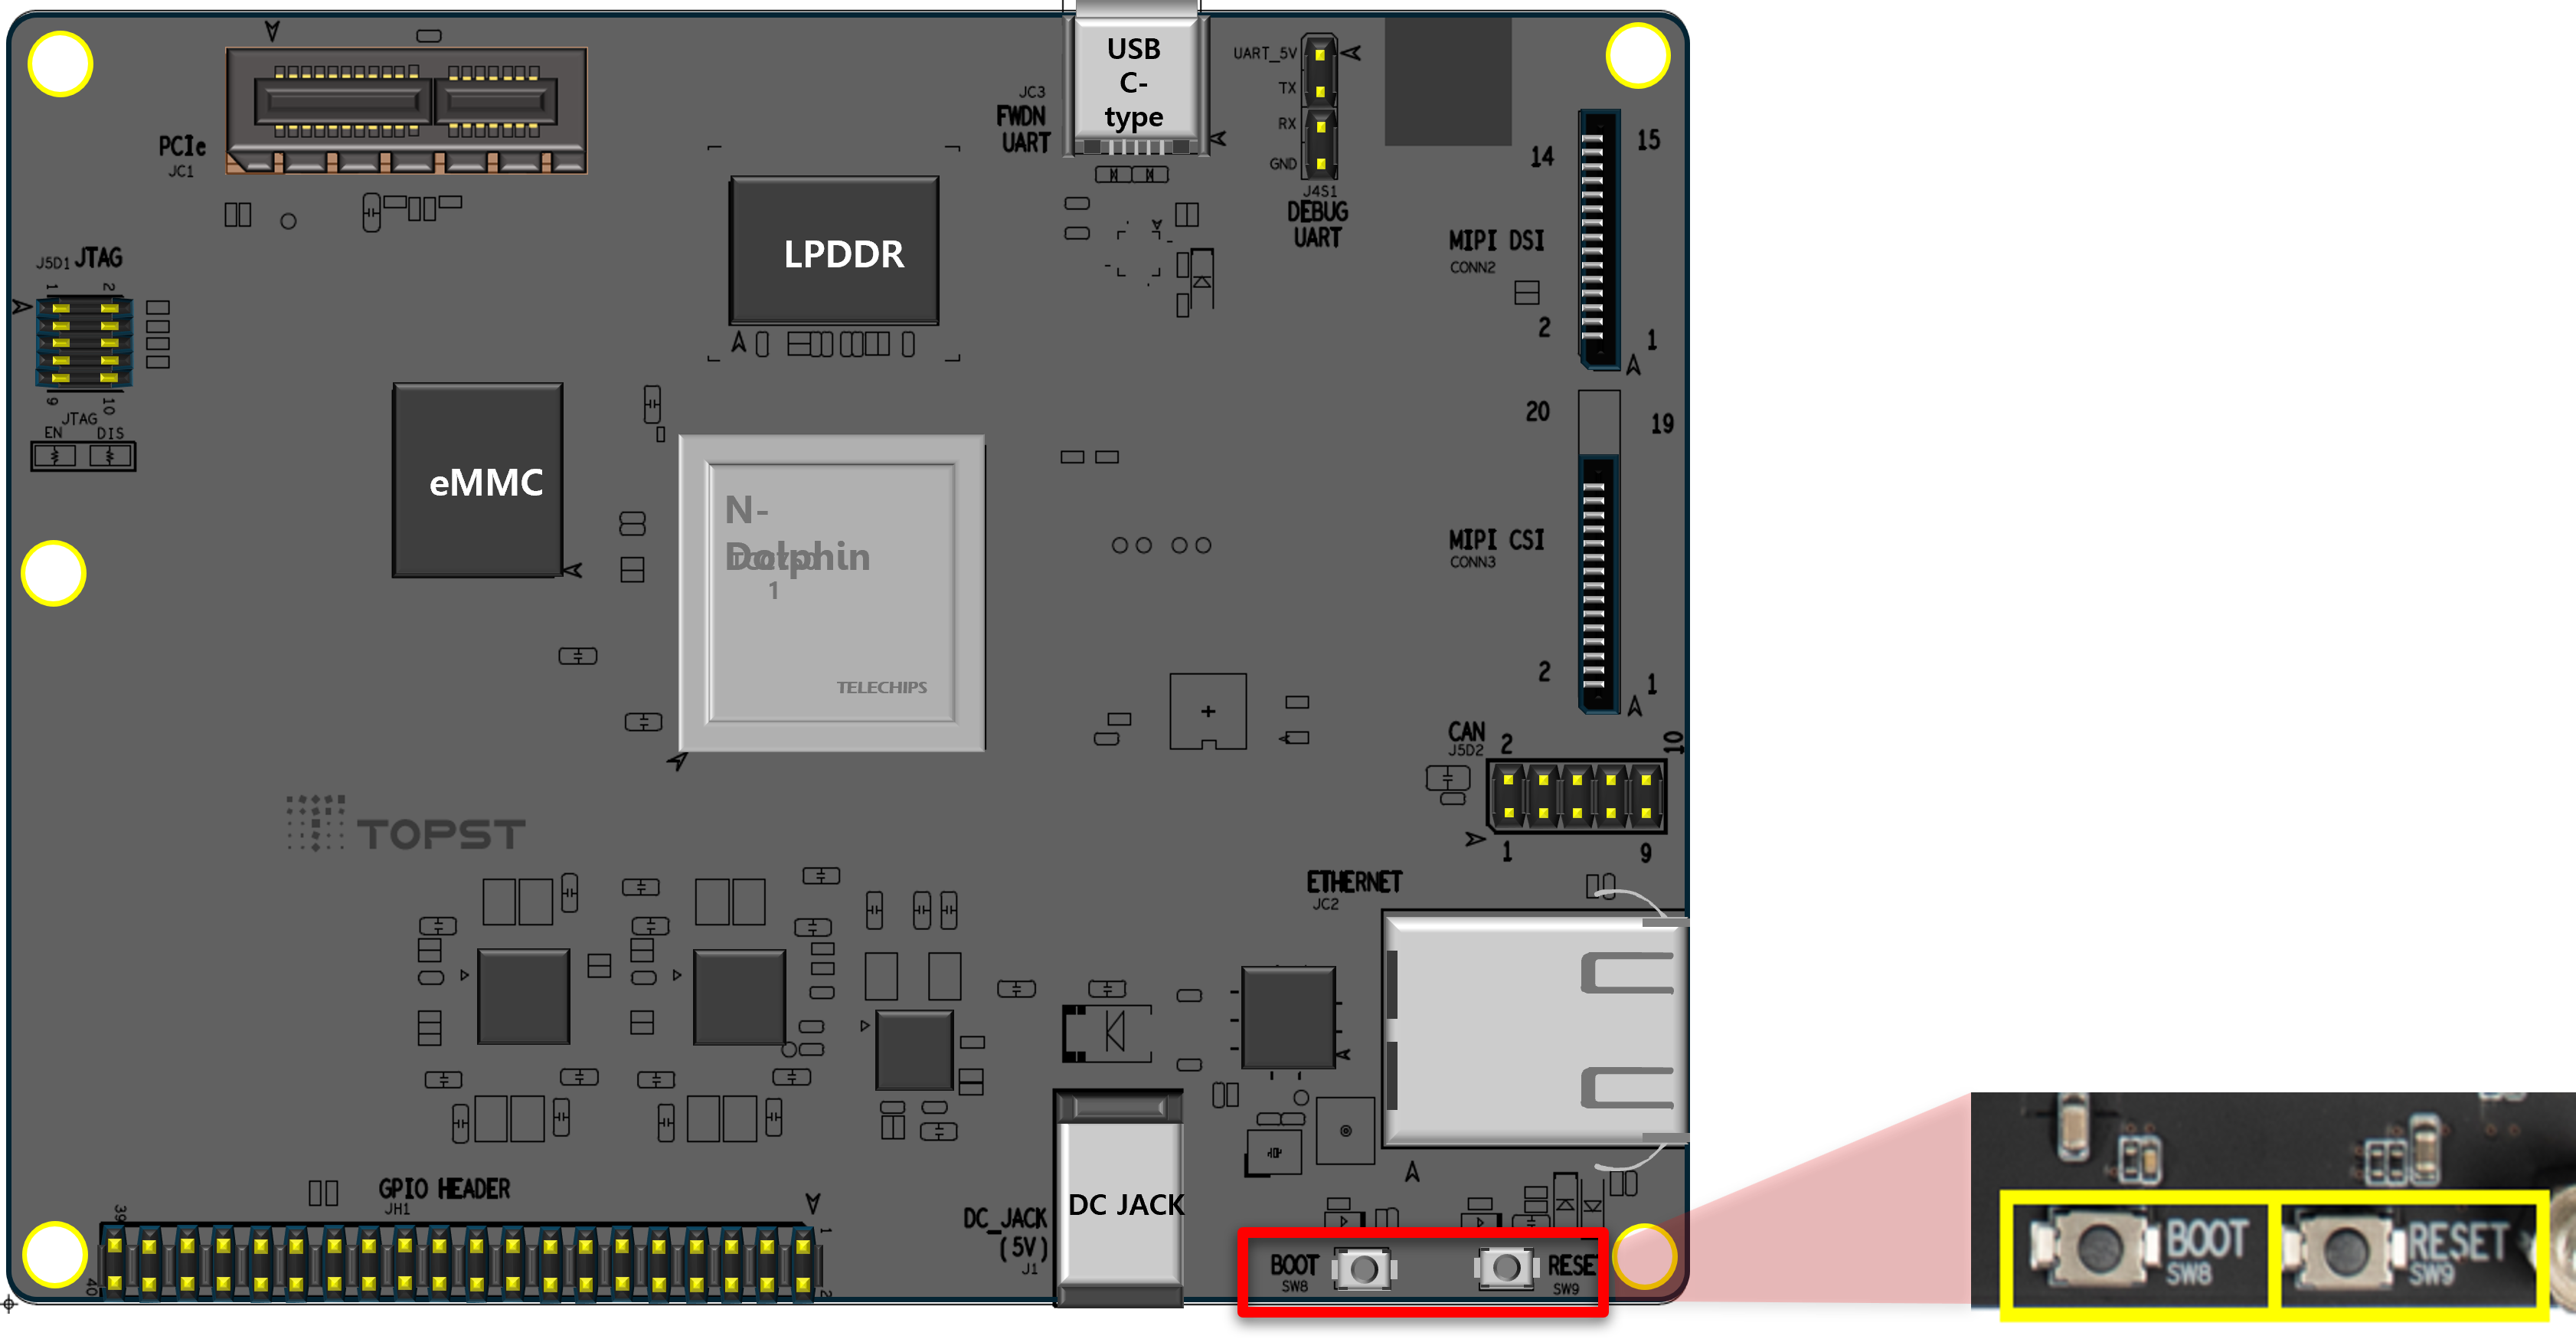 USB
C-
type
JC3
FWDN
UART
UART_5V
TX
RX
GND
J4S1
DEBUG
UART
PCIe
JC1
15
14
MIPI DSI
CONN2
2
1
LPDDR
J5D1 JTAG
1 2
9 10
JTAG
EN DIS
eMMC
20
19
N-
Dolphin
1
TELECHIPS
MIPI CSI
CONN3
2
1
CAN
J5D2
2
10
1
9
TOPST
ETHERNET
JC2
GPIO HEADER
JH1
39
1
40
2
DC_JACK
(5V)
J1
DC JACK
BOOT
SW8
RESE
SW9
BOOT
SW8
RESET
SW9